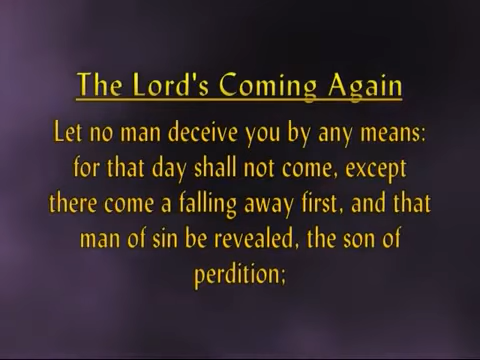 The Lord's Coming Again
Let no man deceive you by any means:
for that day shall not come, except
there come a falling away first, and that
man of sin be revealed, the son of
perdition;